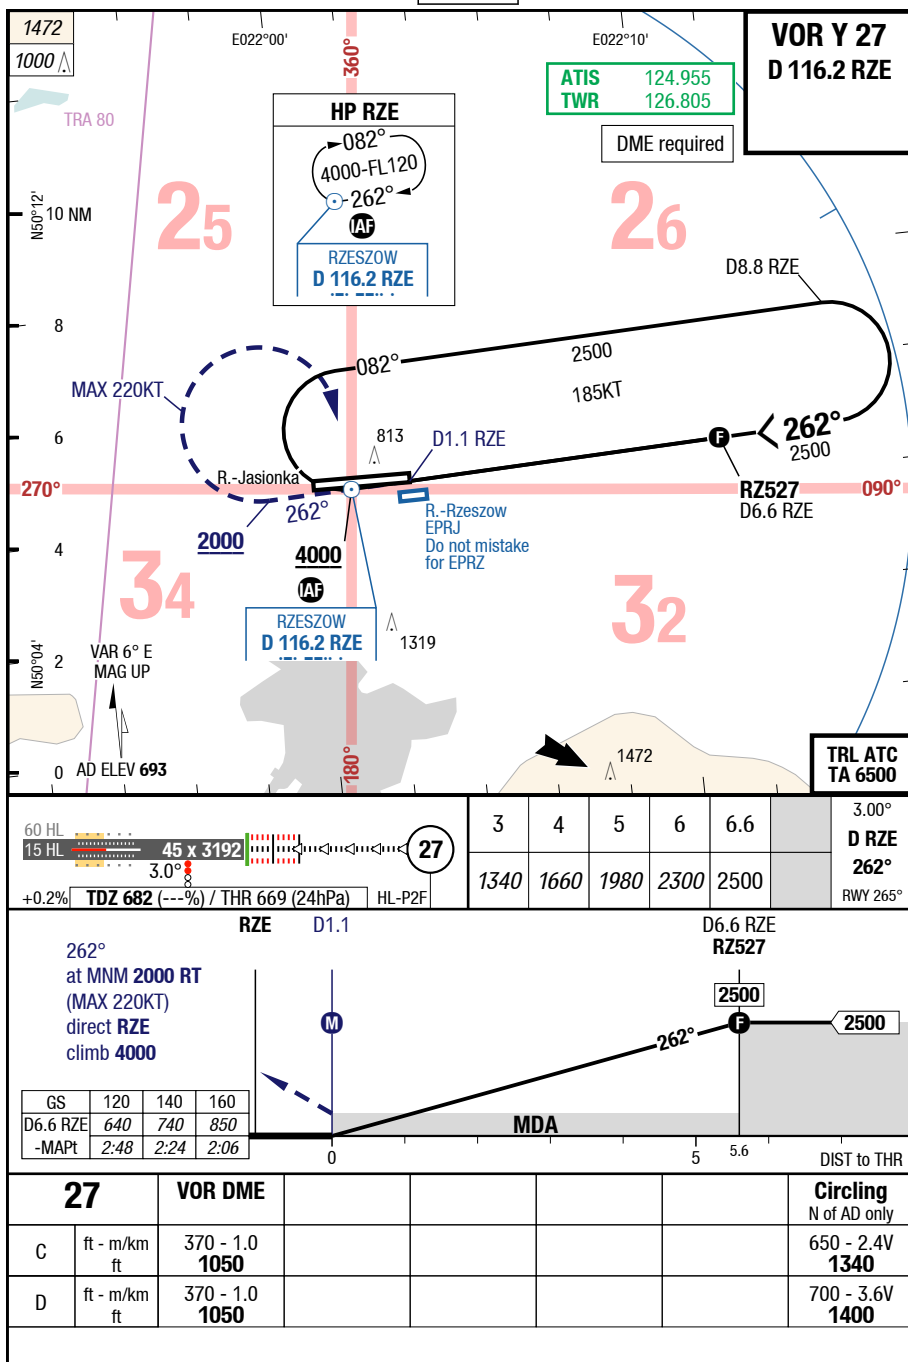 1472
1000
E022°00'
E022°10'
VOR Y 27
D 116.2 RZE
ATIS 124.955
TWR 126.805
DME required
TRA 80
360°
HP RZE
082°
4000-FL120
262°
IAF
RZESZOW
D 116.2 RZE
N50°12'
10 NM
25
26
D8.8 RZE
8
082°
2500
185KT
MAX 220KT
6
813
D1.1 RZE
F
262°
2500
R.-Jasionka
270°
262°
RZ527
D6.6 RZE
090°
2000
4000
R.-Rzeszow
EPRJ
Do not mistake
for EPRZ
4
34
IAF
32
RZESZOW
D 116.2 RZE
1319
N50°04'
2
VAR 6° E
MAG UP
0
AD ELEV 693
180°
1472
TRL ATC
TA 6500
60 HL
15 HL
45 x 3192
27
3.0°
+0.2%
TDZ 682 (---%) / THR 669 (24hPa)
HL-P2F
3 4 5 6 6.6
1340 1660 1980 2300 2500
3.00°
D RZE
262°
RWY 265°
RZE
D1.1
D6.6 RZE
RZ527
262°
at MNM 2000 RT
(MAX 220KT)
direct RZE
climb 4000
M
2500
F
2500
262°
GS 120 140 160
D6.6 RZE 640 740 850
-MAPt 2:48 2:24 2:06
MDA
0
5
5.6
DIST to THR
27 VOR DME Circling
N of AD only
C ft - m/km 370 - 1.0 650 - 2.4V
ft 1050 1340
D ft - m/km 370 - 1.0 700 - 3.6V
ft 1050 1400